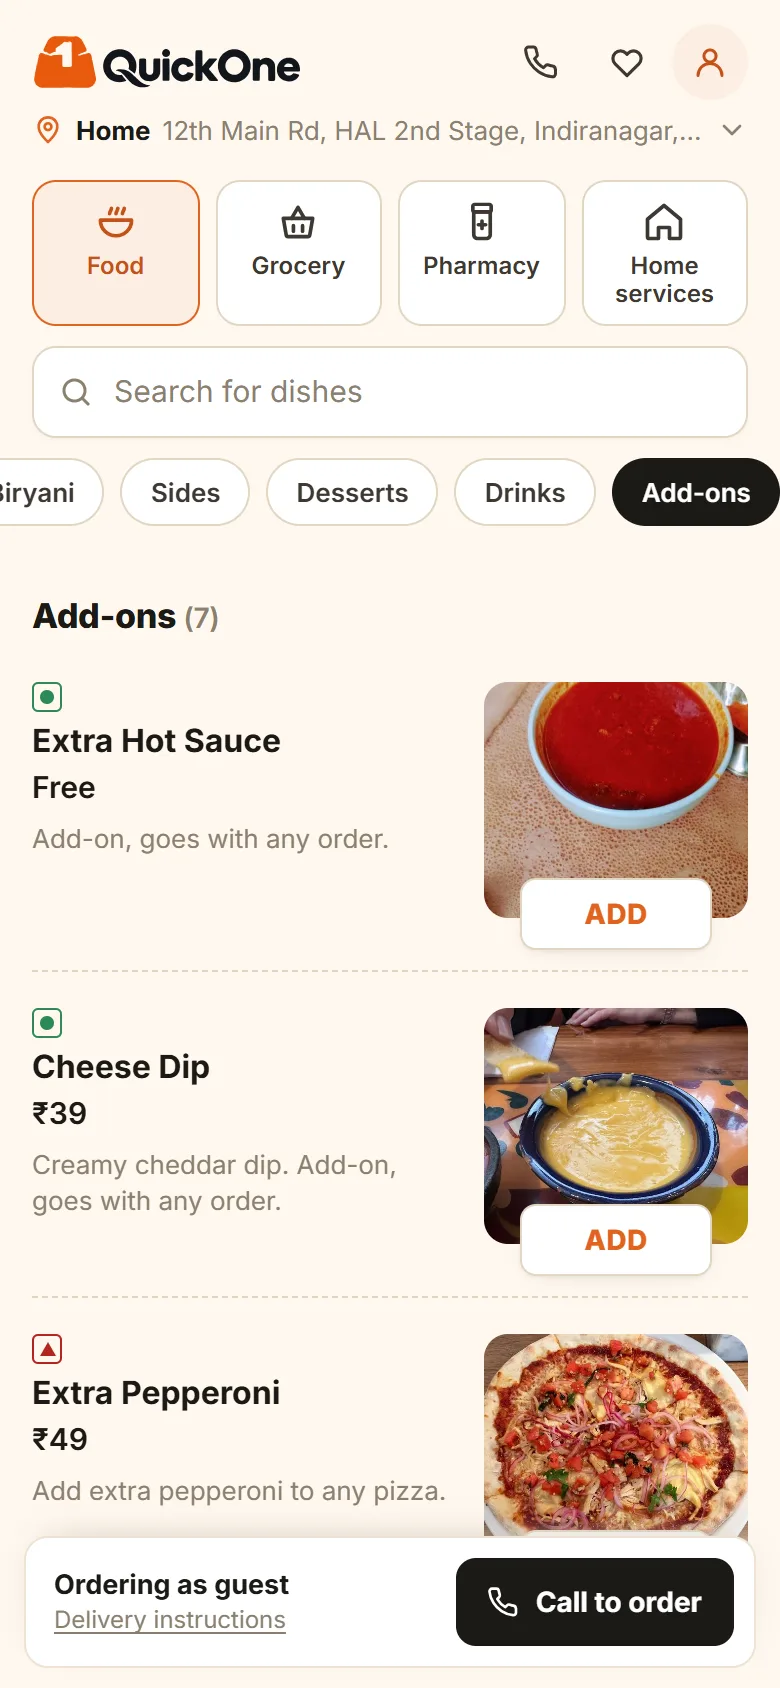 1 QuickOne
Home 12th Main Rd, HAL 2nd Stage, Indiranagar,...
Food
Grocery
Pharmacy
Home
services
Search for dishes
Biryani
Sides
Desserts
Drinks
Add-ons
Add-ons (7)
Extra Hot Sauce
Free
Add-on, goes with any order.
ADD
Cheese Dip
₹39
Creamy cheddar dip. Add-on,
goes with any order.
ADD
Extra Pepperoni
₹49
Add extra pepperoni to any pizza.
Ordering as guest
Delivery instructions
Call to order